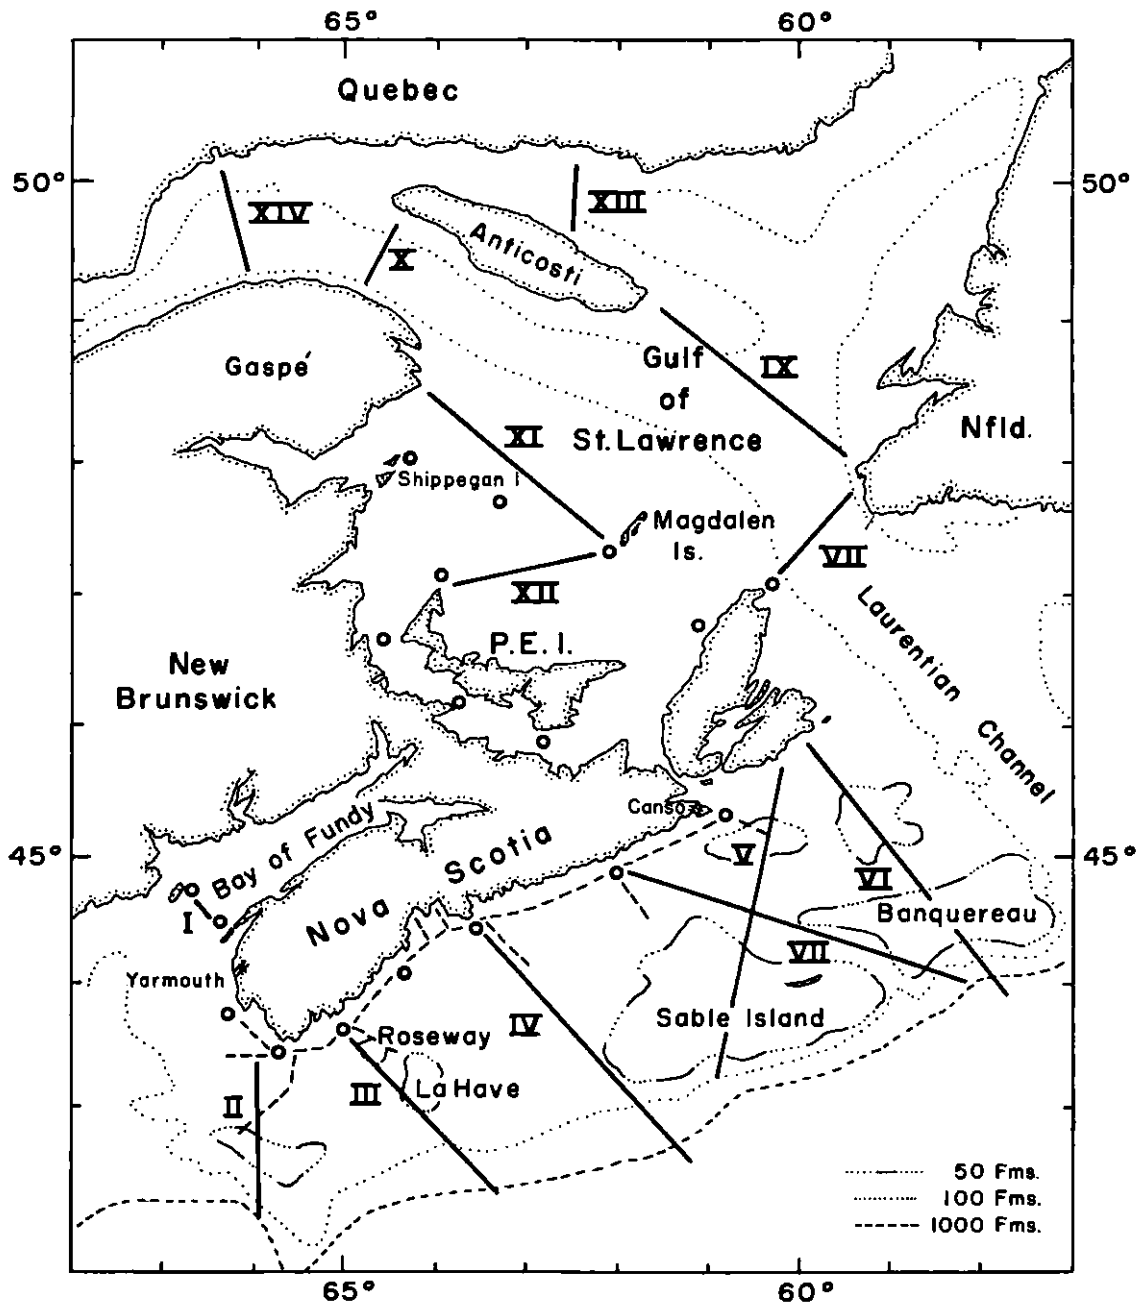 65° 60°
Quebec
50° 50°
XIV
XIII
X
Anticosti
Gaspé
Gulf
of
St. Lawrence
IX
Nfld.
XI
Shippegan I
Magdalen
Is.
VII
XII
P.E.I.
New
Brunswick
Laurentian Channel
Canso
Bay of Fundy
Nova Scotia
45° 45°
V
VI
I
Banquereau
VII
Yarmouth
Sable Island
IV
Roseway
La Have
III
II
50 Fms.
100 Fms.
1000 Fms.
65° 60°